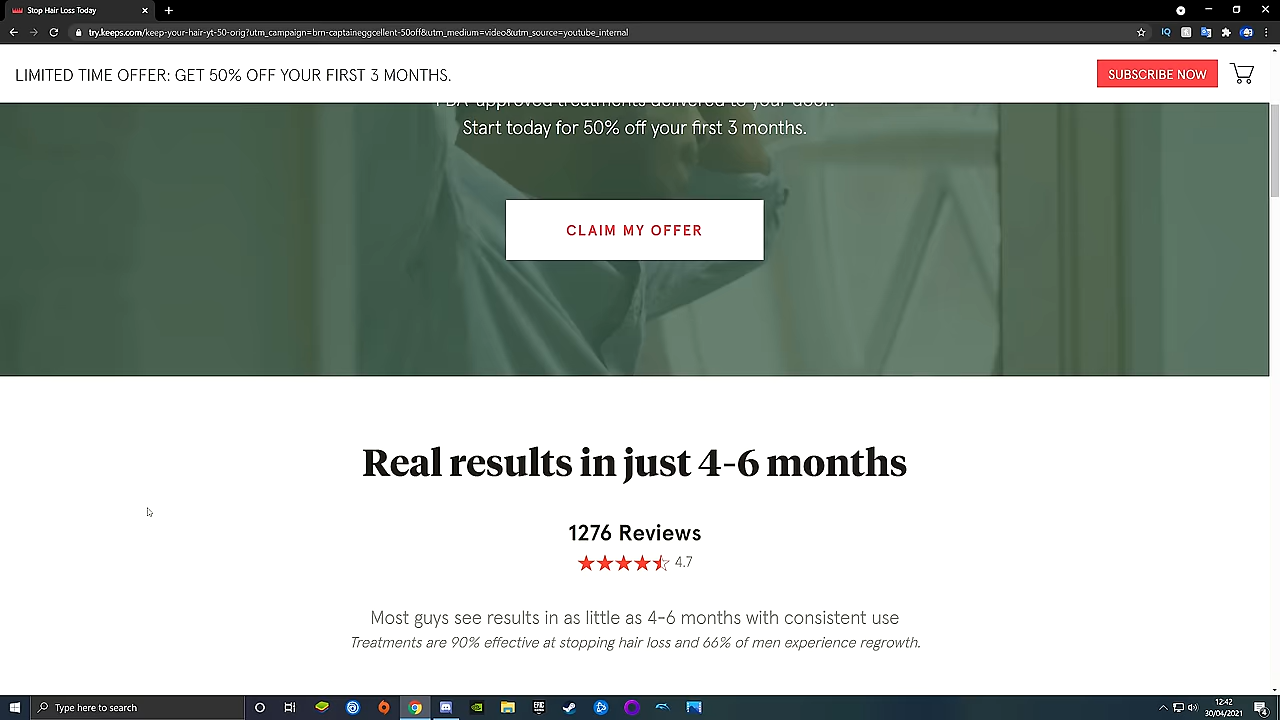 Stop Hair Loss Today
try.keeps.com/keep-your-hair-yt-50-orig?utm_campaign=brn-captaineggcellent-50off&utm_medium=video&utm_source=youtube_internal
LIMITED TIME OFFER: GET 50% OFF YOUR FIRST 3 MONTHS.
SUBSCRIBE NOW
FDA-approved treatments delivered to your door.
Start today for 50% off your first 3 months.
CLAIM MY OFFER
Real results in just 4-6 months
1276 Reviews
4.7
Most guys see results in as little as 4-6 months with consistent use
Treatments are 90% effective at stopping hair loss and 66% of men experience regrowth.
Type here to search
12:42
30/04/2021